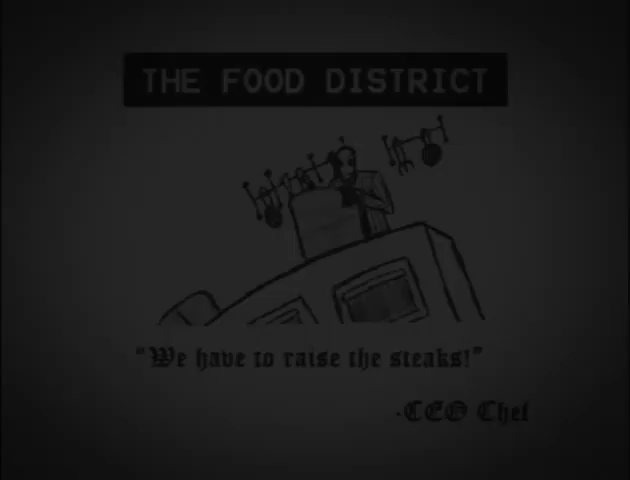 THE FOOD DISTRICT
"We have to raise the steaks!"
-CEO Chef